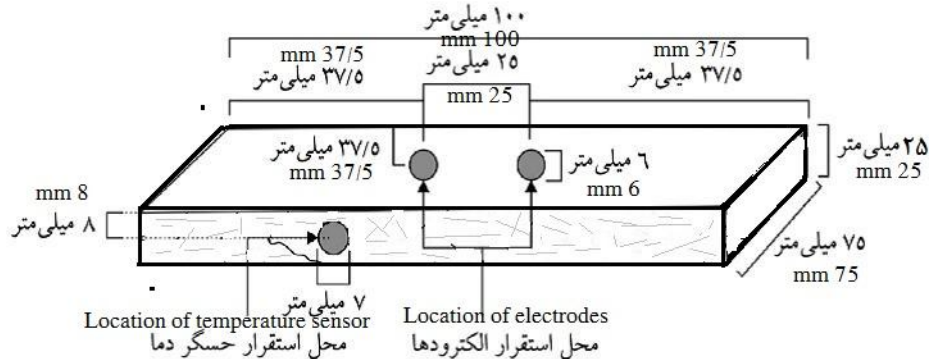 ۱۰۰ میلی‌متر
mm 100
mm 37/5
۳۷/۵ میلی‌متر
۲۵ میلی‌متر
mm 25
mm 37/5
۳۷/۵ میلی‌متر
۳۷/۵ میلی‌متر
mm 37/5
۶ میلی‌متر
mm 6
۲۵ میلی‌متر
mm 25
mm 8
۸ میلی‌متر
۷۵ میلی‌متر
mm 75
۷ میلی‌متر
Location of temperature sensor
محل استقرار حسگر دما
Location of electrodes
محل استقرار الکترودها